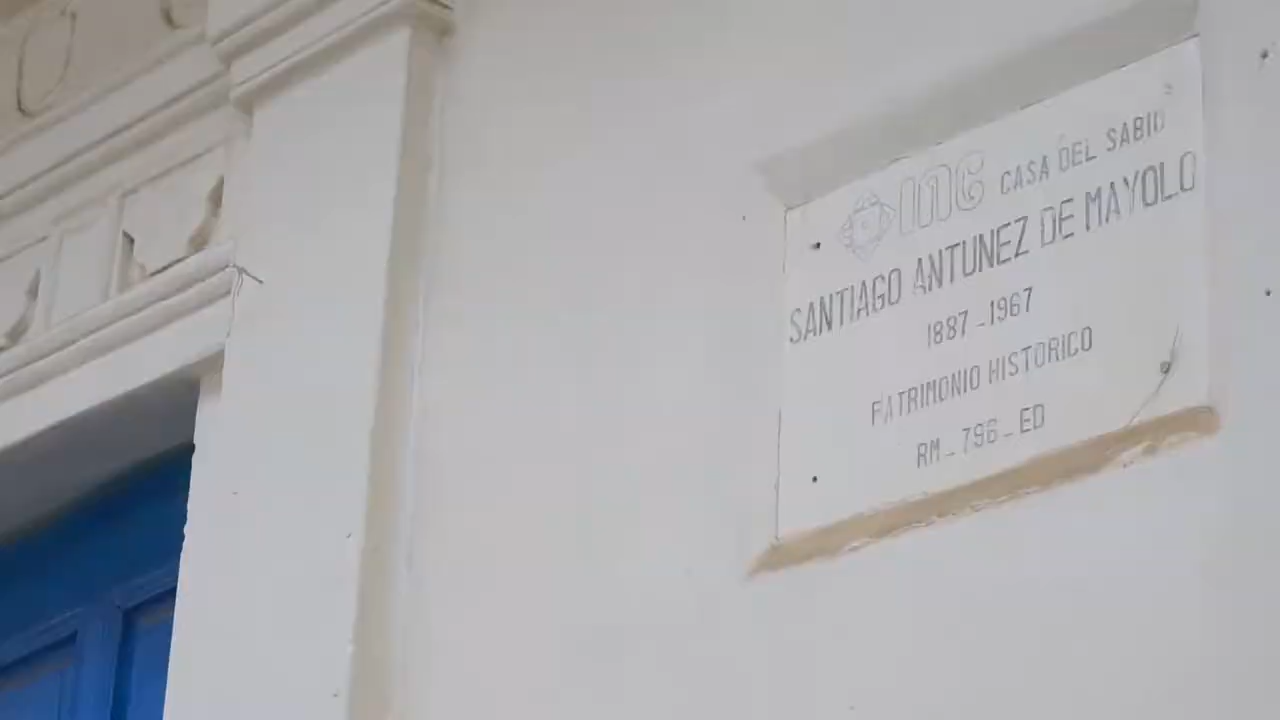 INC CASA DEL SABIO
SANTIAGO ANTUNEZ DE MAYOLO
1887-1967
PATRIMONIO HISTORICO
RM-796-ED